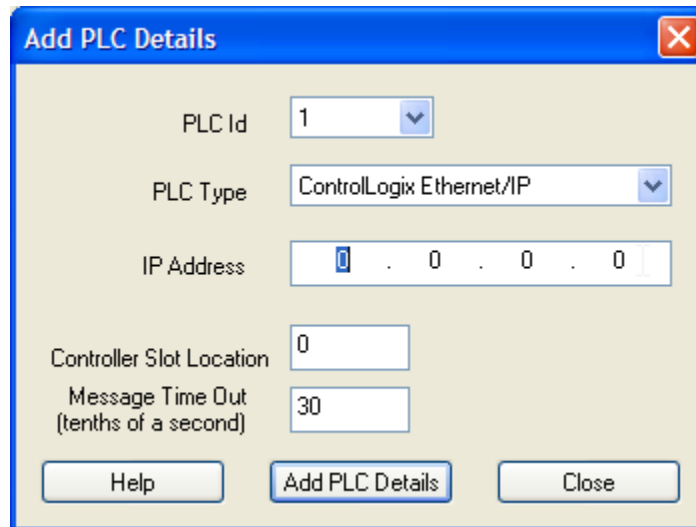 Add PLC Details
PLC Id 1
PLC Type ControlLogix Ethernet/IP
IP Address 0 . 0 . 0 . 0
Controller Slot Location 0
Message Time Out
(tenths of a second) 30
Help Add PLC Details Close